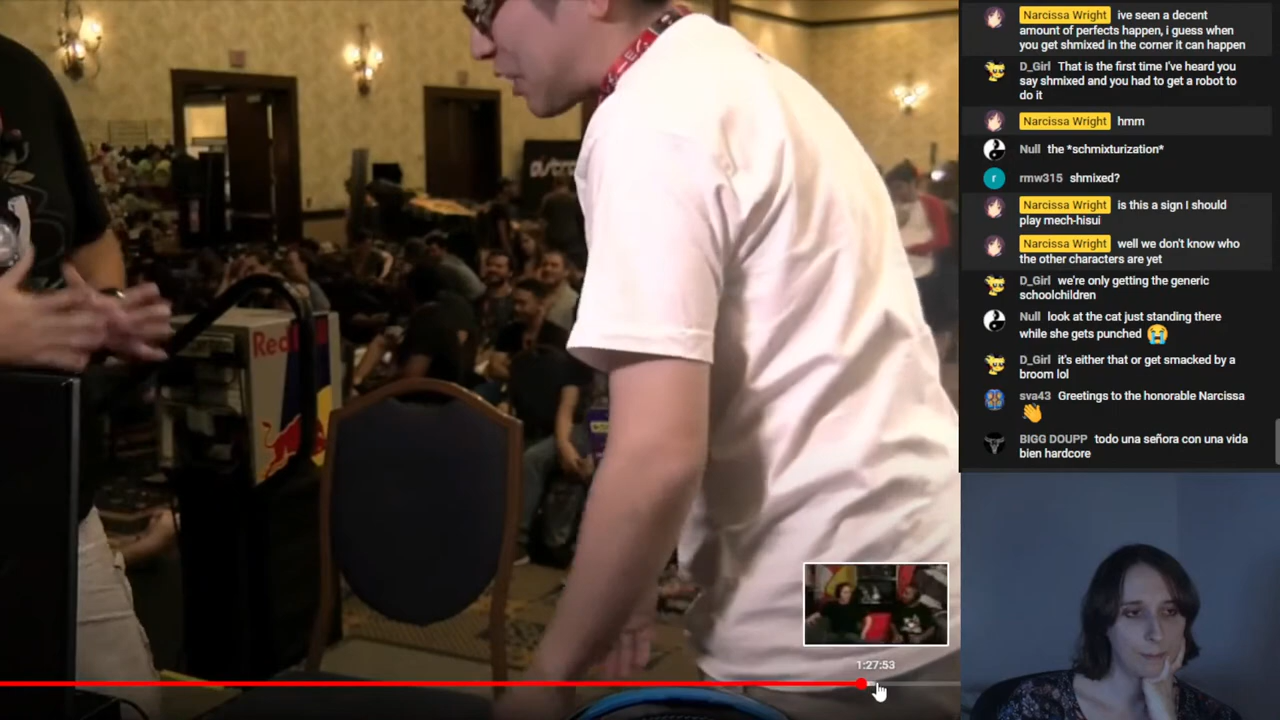 Narcissa Wright ive seen a decent
amount of perfects happen, i guess when
you get shmixed in the corner it can happen
D_Girl That is the first time I've heard you
say shmixed and you had to get a robot to
do it
Narcissa Wright hmm
Null the *schmixturization*
rmw315 shmixed?
r
Narcissa Wright is this a sign I should
play mech-hisui
Narcissa Wright well we don't know who
the other characters are yet
D_Girl we're only getting the generic
schoolchildren
Null look at the cat just standing there
while she gets punched 😭
D_Girl it's either that or get smacked by a
broom lol
sva43 Greetings to the honorable Narcissa
👋
BIGG DOUPP todo una señora con una vida
bien hardcore
astro
Red
1:27:53